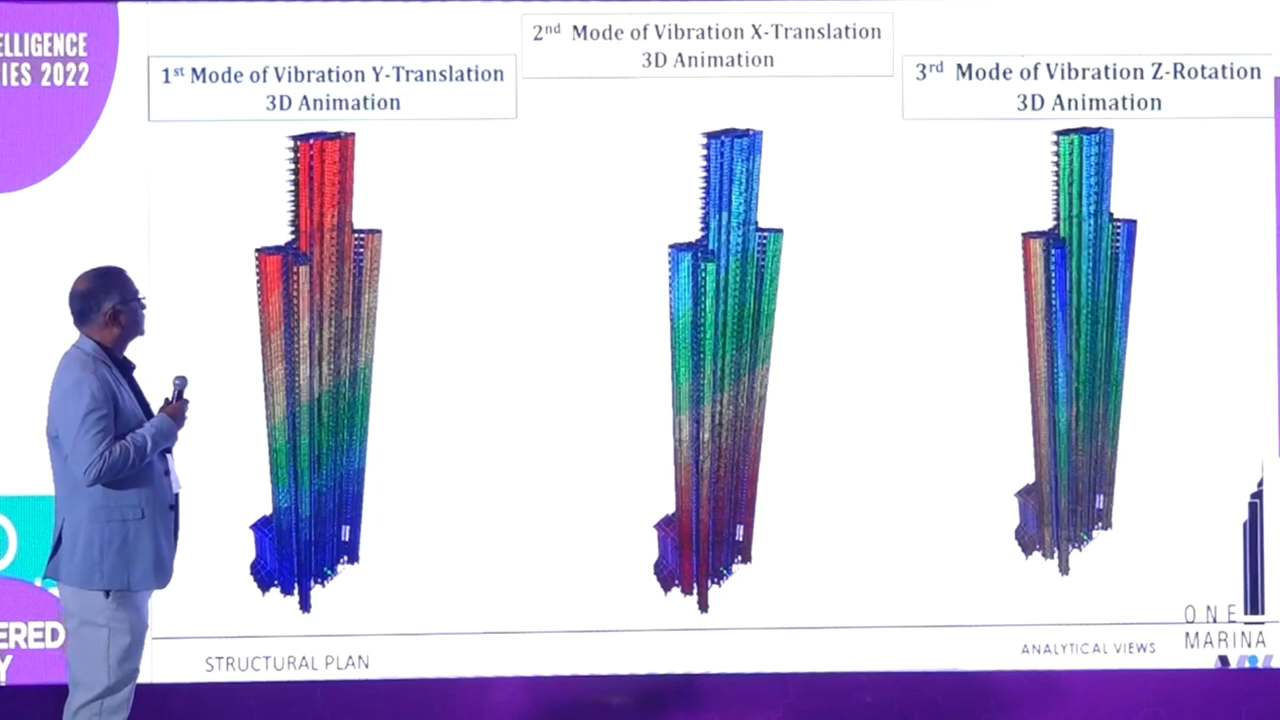 ELLIGENCE
IES 2022
1st Mode of Vibration Y-Translation
3D Animation
2nd Mode of Vibration X-Translation
3D Animation
3rd Mode of Vibration Z-Rotation
3D Animation
ERED
Y
STRUCTURAL PLAN
ANALYTICAL VIEWS
ONE
MARINA